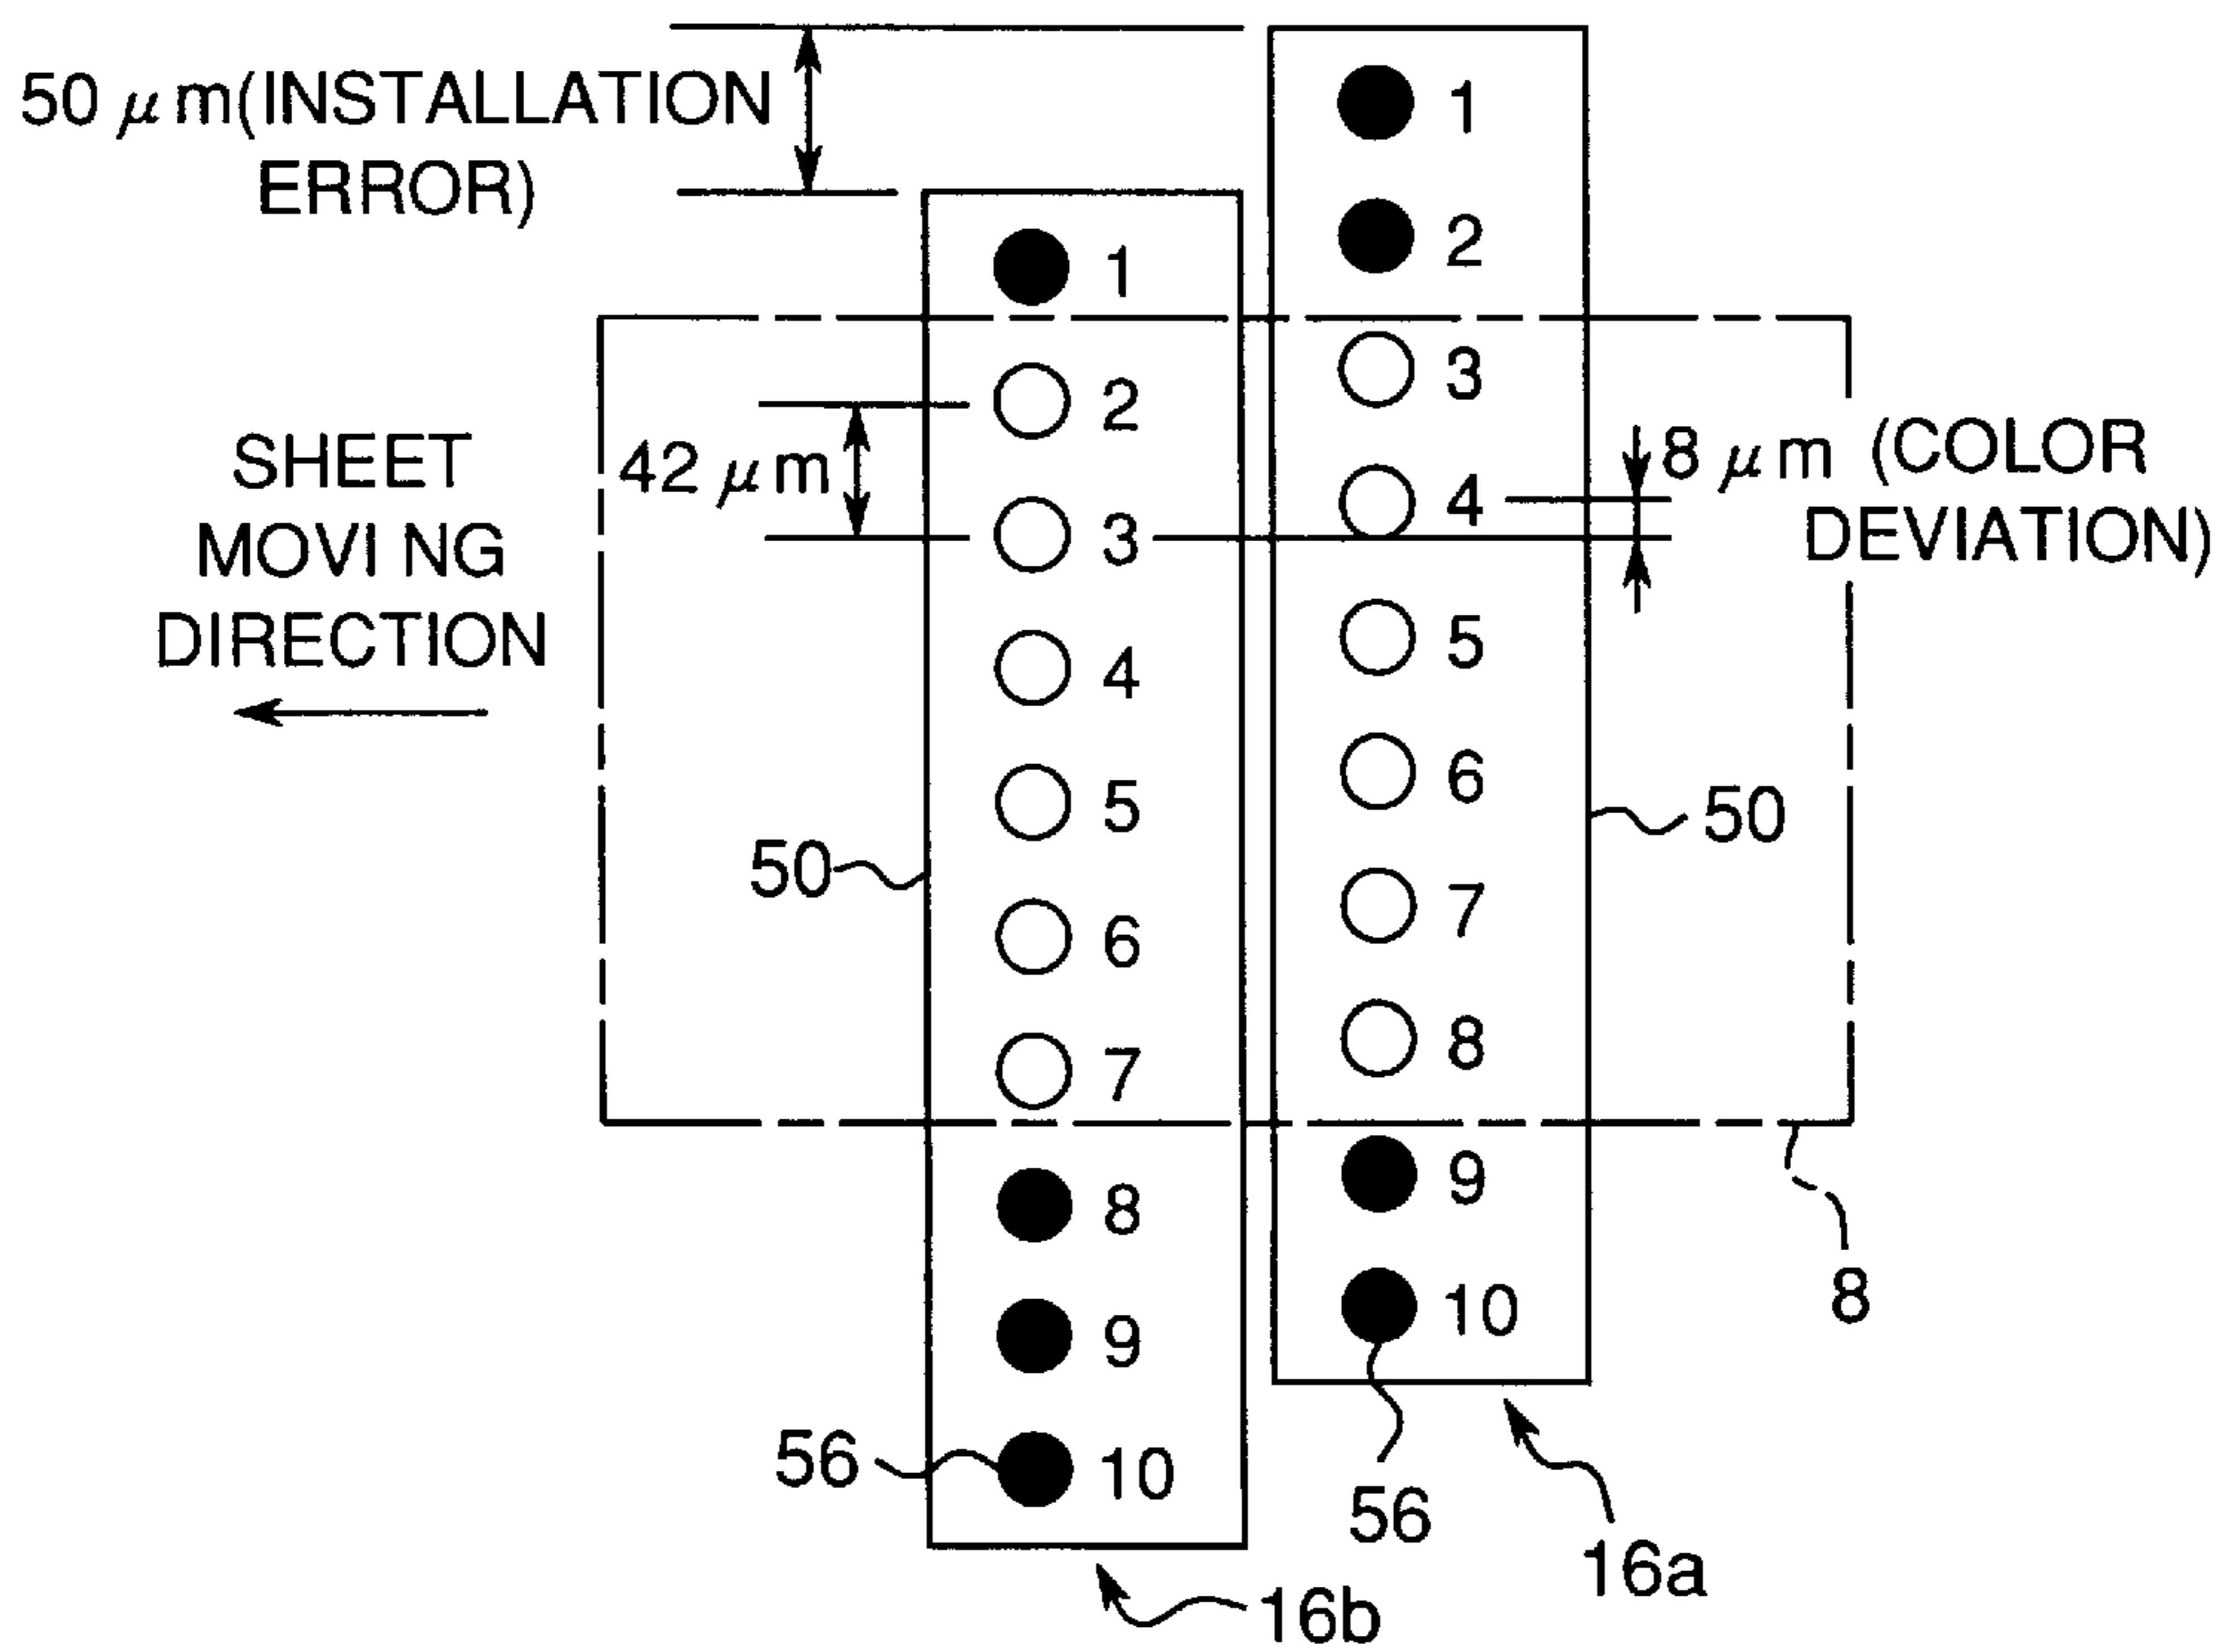 50 μm(INSTALLATION
ERROR)
1
2
3
4
5
6
7
8
9
10
1
2
3
4
5
6
7
8
9
10
42 μm
8 μm (COLOR
DEVIATION)
SHEET
MOVING
DIRECTION
50
50
8
56
56
16a
16b